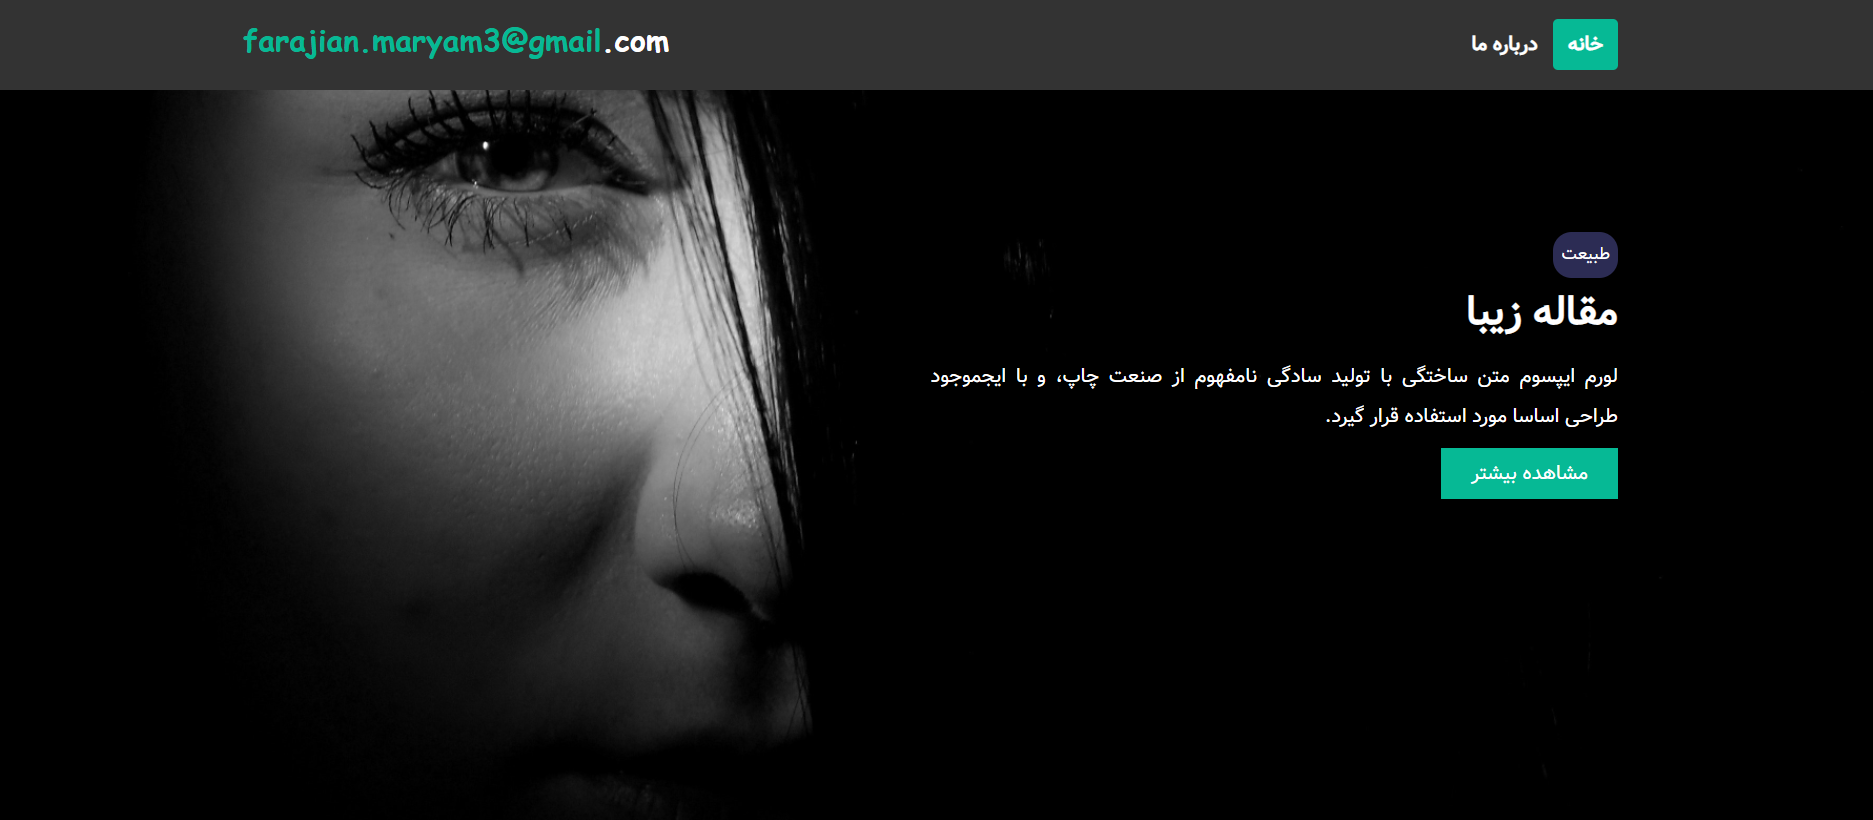 خانه
درباره ما
farajian.maryam3@gmail.com
طبیعت
مقاله زیبا
لورم ایپسوم متن ساختگی با تولید سادگی نامفهوم از صنعت چاپ، و با ایجموجود
طراحی اساسا مورد استفاده قرار گیرد.
مشاهده بیشتر